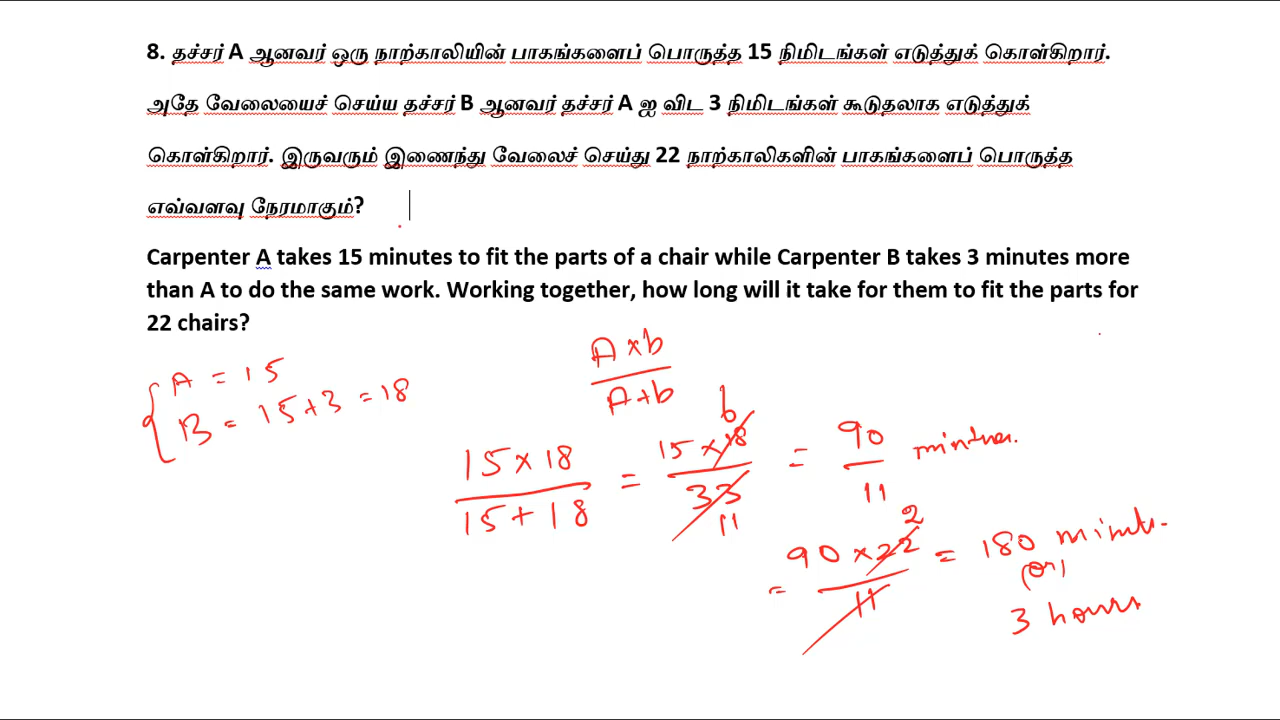 8. தச்சர் A ஆனவர் ஒரு நாற்காலியின் பாகங்களைப் பொருத்த 15 நிமிடங்கள் எடுத்துக் கொள்கிறார்.
அதே வேலையைச் செய்ய தச்சர் B ஆனவர் தச்சர் A ஐ விட 3 நிமிடங்கள் கூடுதலாக எடுத்துக்
கொள்கிறார். இருவரும் இணைந்து வேலைச் செய்து 22 நாற்காலிகளின் பாகங்களைப் பொருத்த
எவ்வளவு நேரமாகும்?
Carpenter A takes 15 minutes to fit the parts of a chair while Carpenter B takes 3 minutes more
than A to do the same work. Working together, how long will it take for them to fit the parts for
22 chairs?
A = 15
B = 15+3 = 18
A x b
A+b
15 x 18
15 + 18
=
6
15 x 18
33
11
=
90
11
minutes.
=
90 x 22
2
11
= 180 minuts.
(or)
3 hours